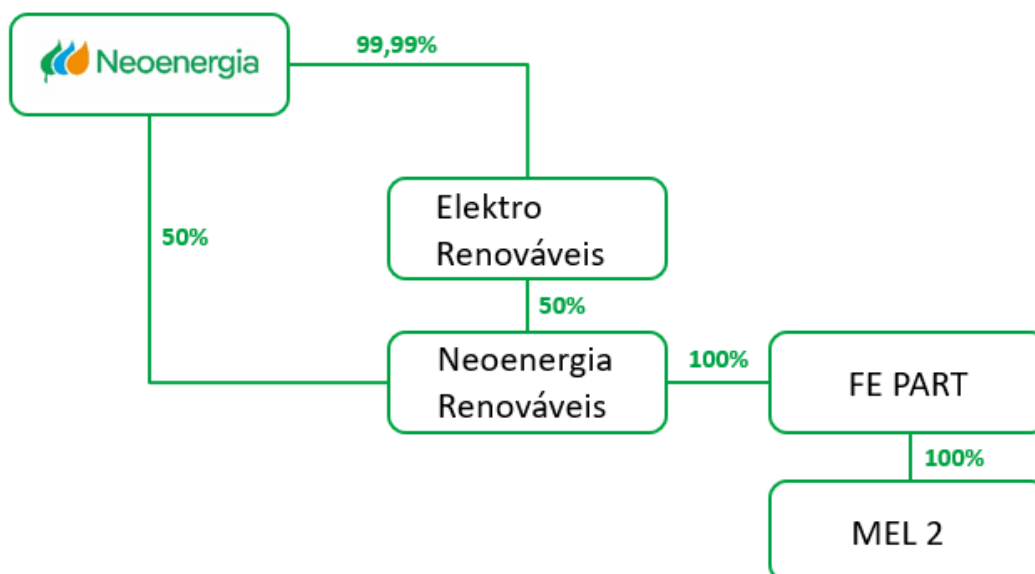 Neoenergia
99,99%
Elektro
Renováveis
50%
50%
Neoenergia
Renováveis
100%
FE PART
100%
MEL 2